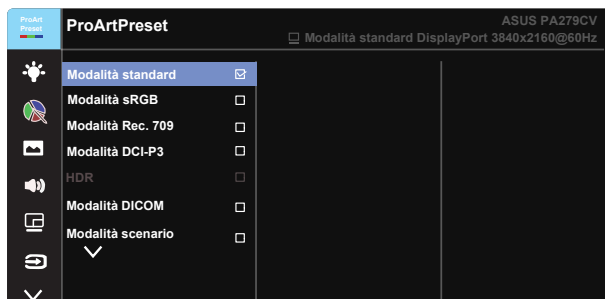 ProArt
Preset
ProArtPreset
ASUS PA279CV
Modalità standard DisplayPort 3840x2160@60Hz
Modalità standard
Modalità sRGB
Modalità Rec. 709
Modalità DCI-P3
HDR
Modalità DICOM
Modalità scenario